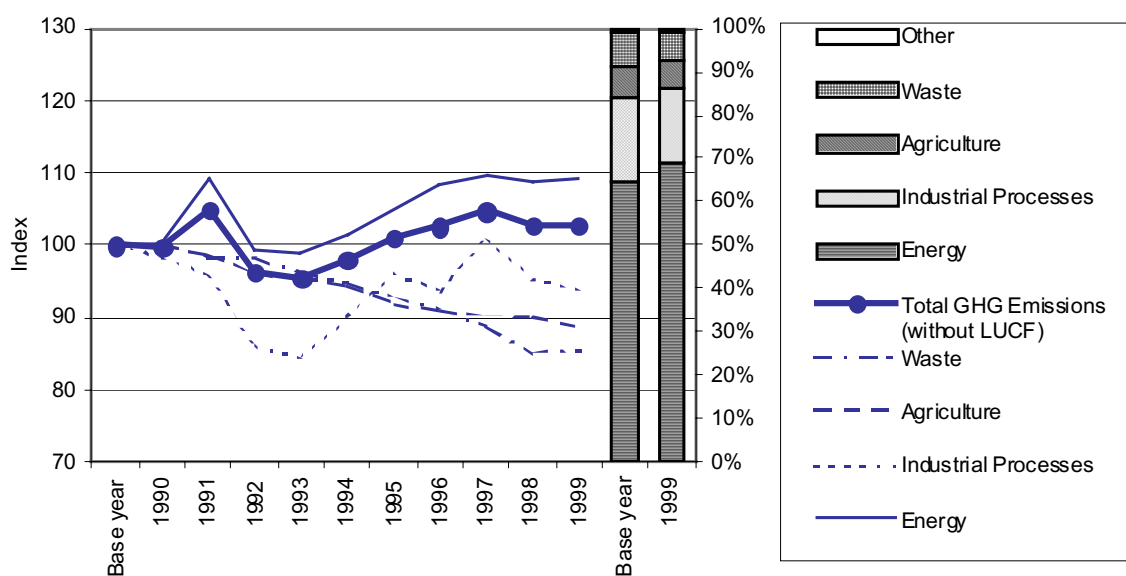 130
120
110
100
90
80
70
Index
100%
90%
80%
70%
60%
50%
40%
30%
20%
10%
0%
Base year
1990
1991
1992
1993
1994
1995
1996
1997
1998
1999
Base year
1999
Other
Waste
Agriculture
Industrial Processes
Energy
Total GHG Emissions
(without LUCF)
Waste
Agriculture
Industrial Processes
Energy